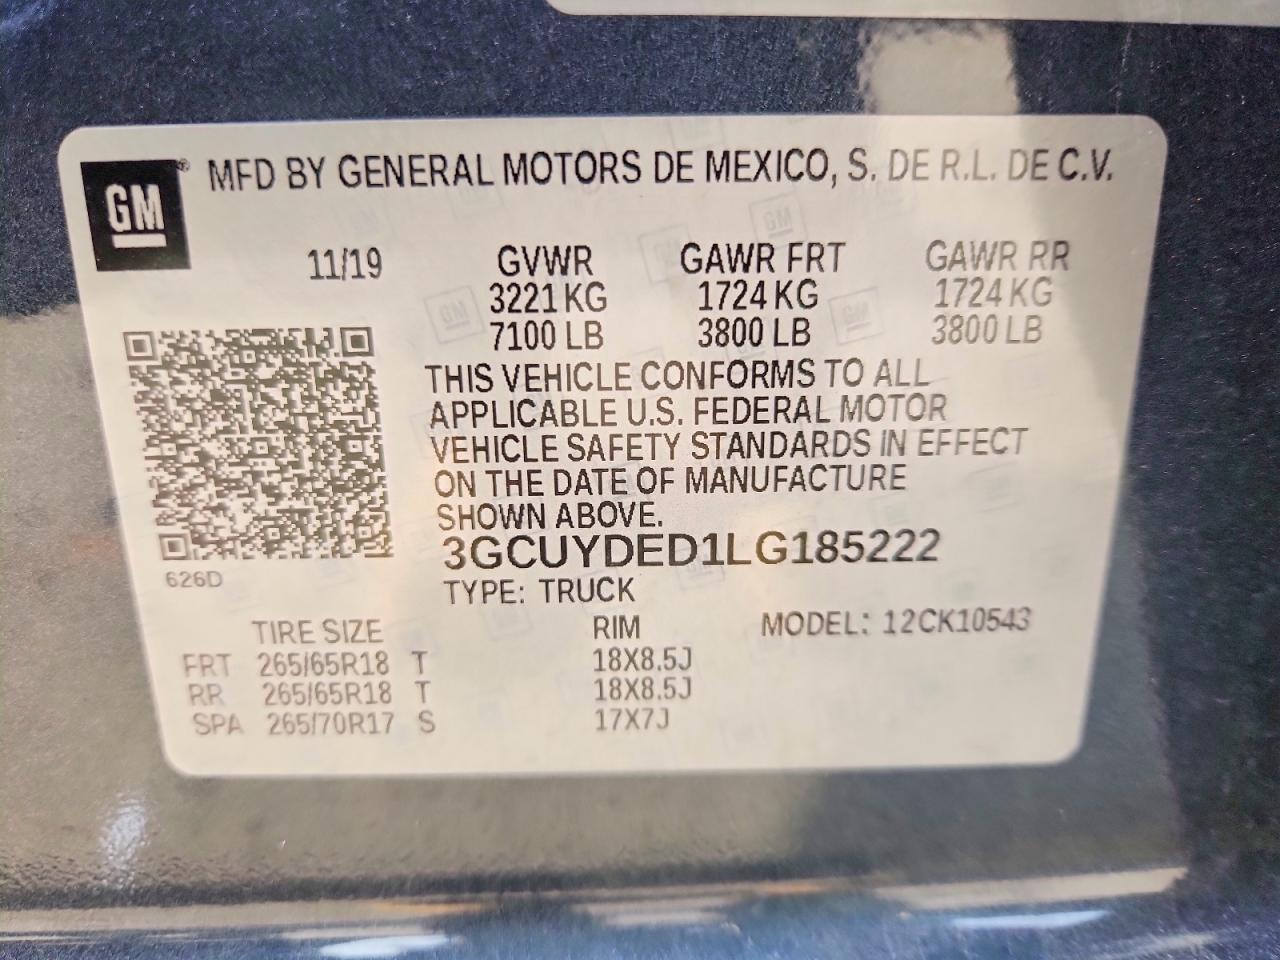 GM® MFD BY GENERAL MOTORS DE MEXICO, S. DE R.L. DE C.V.
11/19 GVWR GAWR FRT GAWR RR
3221 KG 1724 KG 1724 KG
7100 LB 3800 LB 3800 LB
THIS VEHICLE CONFORMS TO ALL
APPLICABLE U.S. FEDERAL MOTOR
VEHICLE SAFETY STANDARDS IN EFFECT
ON THE DATE OF MANUFACTURE
SHOWN ABOVE.
3GCUYDED1LG185222
626D
TYPE: TRUCK
TIRE SIZE RIM MODEL: 12CK10543
FRT 265/65R18 T 18X8.5J
RR 265/65R18 T 18X8.5J
SPA 265/70R17 S 17X7J